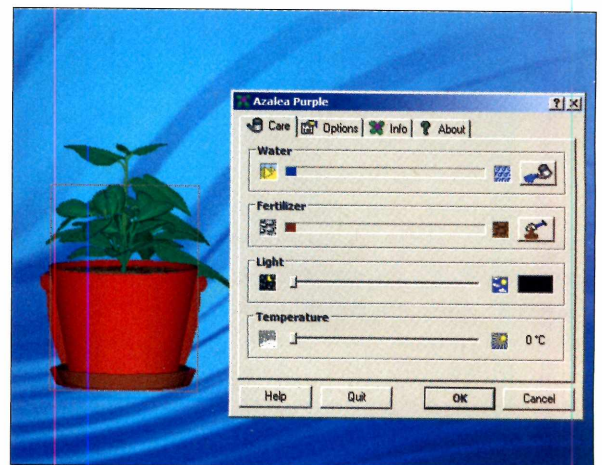 Azalea Purple
Care Options Info About
Water
Fertilizer
Light
Temperature
0 °C
Help Quit OK Cancel